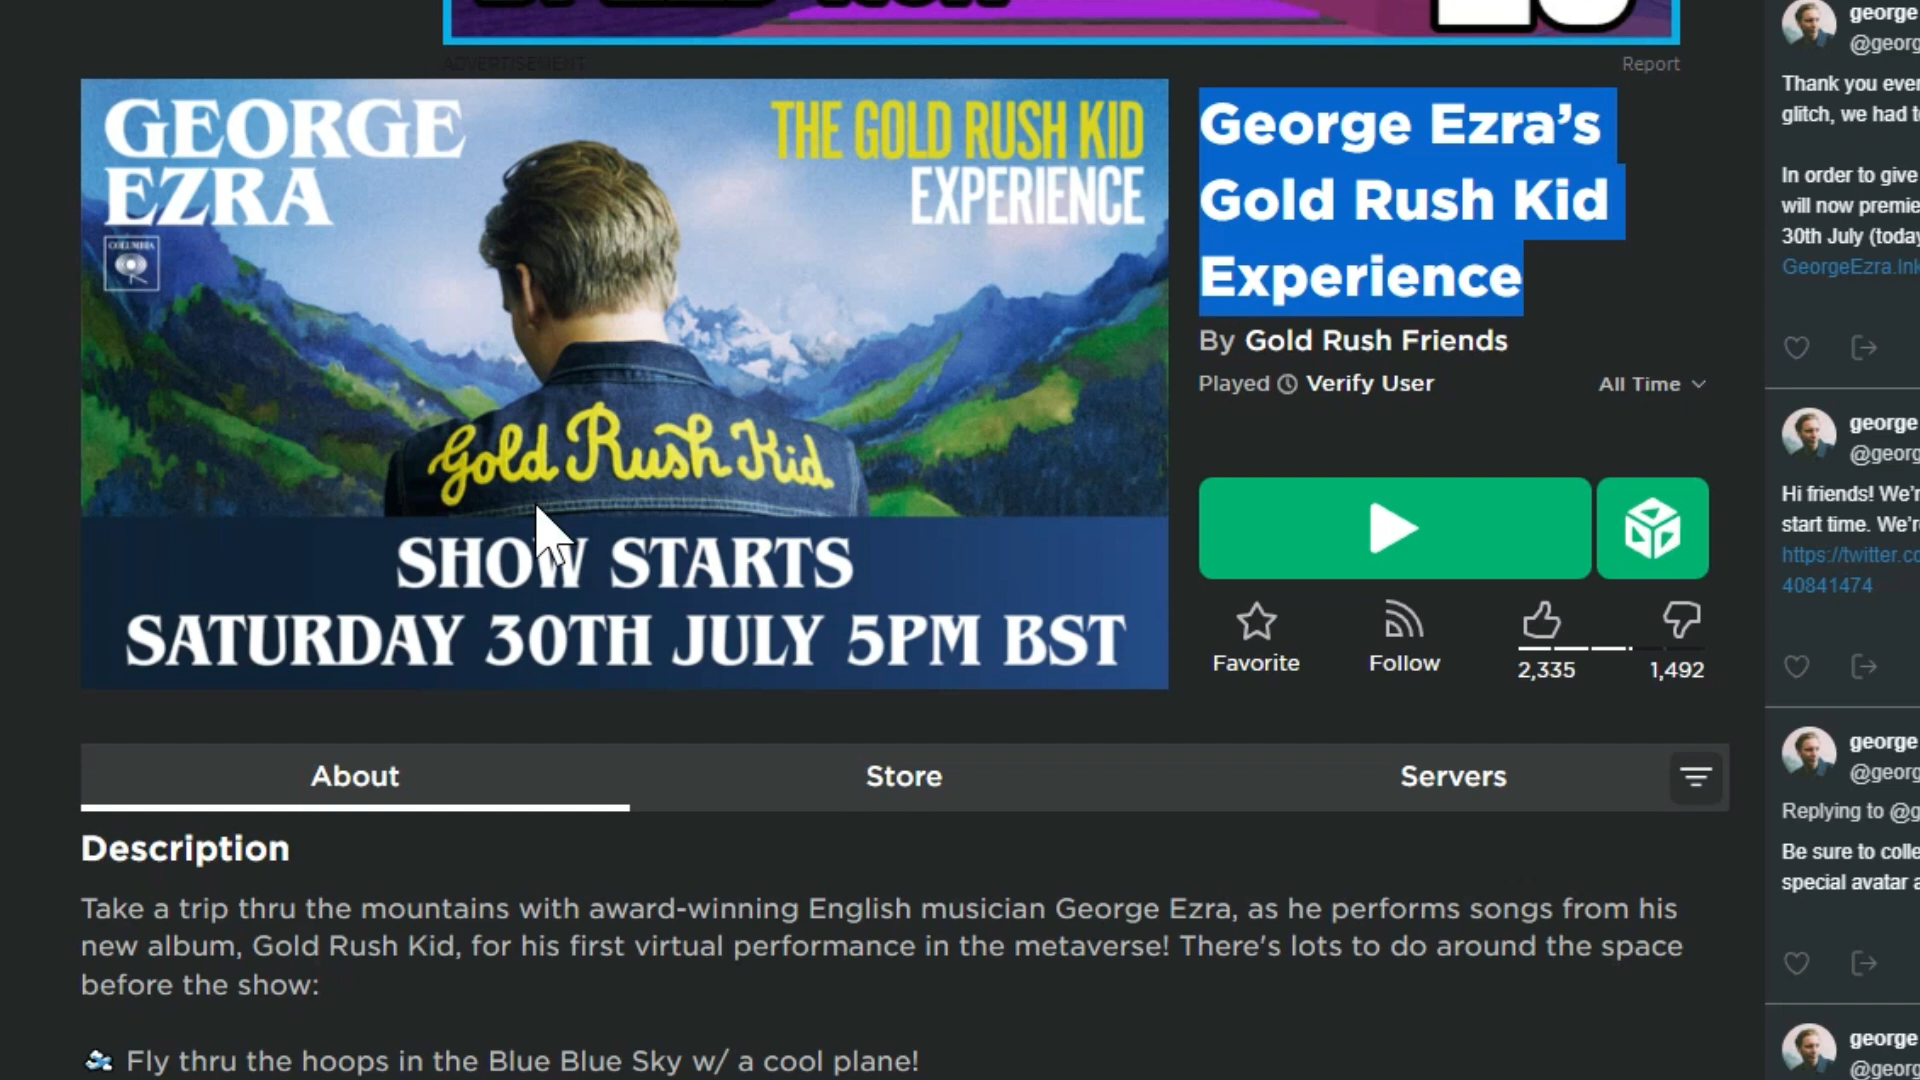 ADVERTISEMENT
Report
GEORGE
EZRA
COLUMBIA
THE GOLD RUSH KID
EXPERIENCE
Gold Rush Kid
SHOW STARTS
SATURDAY 30TH JULY 5PM BST
George Ezra’s
Gold Rush Kid
Experience
By Gold Rush Friends
Played Verify User
All Time
Favorite
Follow
2,335
1,492
About
Store
Servers
Description
Take a trip thru the mountains with award-winning English musician George Ezra, as he performs songs from his
new album, Gold Rush Kid, for his first virtual performance in the metaverse! There's lots to do around the space
before the show:
Fly thru the hoops in the Blue Blue Sky w/ a cool plane!
george
@georg
Thank you ever
glitch, we had t
In order to give
will now premie
30th July (today
GeorgeEzra.lnk
george
@georg
Hi friends! We'r
start time. We're
https://twitter.co
40841474
george
@georg
Replying to @g
Be sure to colle
special avatar a
george
@georg